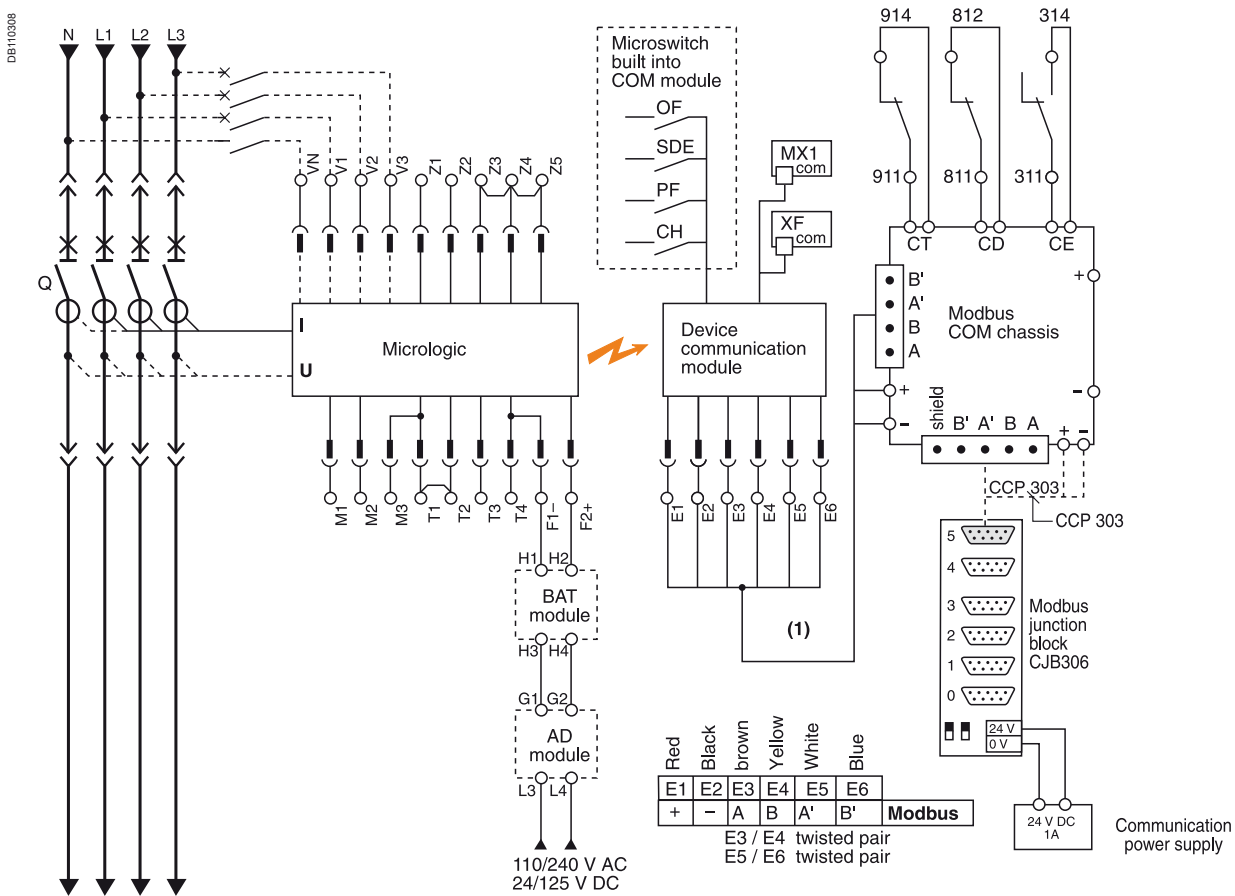 DB110308
N L1 L2 L3
914 812 314
Microswitch
built into
COM module
OF
SDE
PF
CH
MX1
com
XF
com
911 811 311
CT CD CE
VN V1 V2 V3 Z1 Z2 Z3 Z4 Z5
Q
B'
A'
B
A
+
-
Modbus
COM chassis
+
-
I
U
Micrologic
Device
communication
module
shield B' A' B A + -
CCP 303
CCP 303
M1 M2 M3 T1 T2 T3 T4 F1– F2+
E1 E2 E3 E4 E5 E6
H1 H2
BAT
module
H3 H4
G1 G2
AD
module
L3 L4
110/240 V AC
24/125 V DC
(1)
5
4
3
2
1
0
Modbus
junction
block
CJB306
24 V
0 V
24 V DC
1A
Communication
power supply
Red Black brown Yellow White Blue
E1 E2 E3 E4 E5 E6
+ – A B A' B' Modbus
E3 / E4 twisted pair
E5 / E6 twisted pair